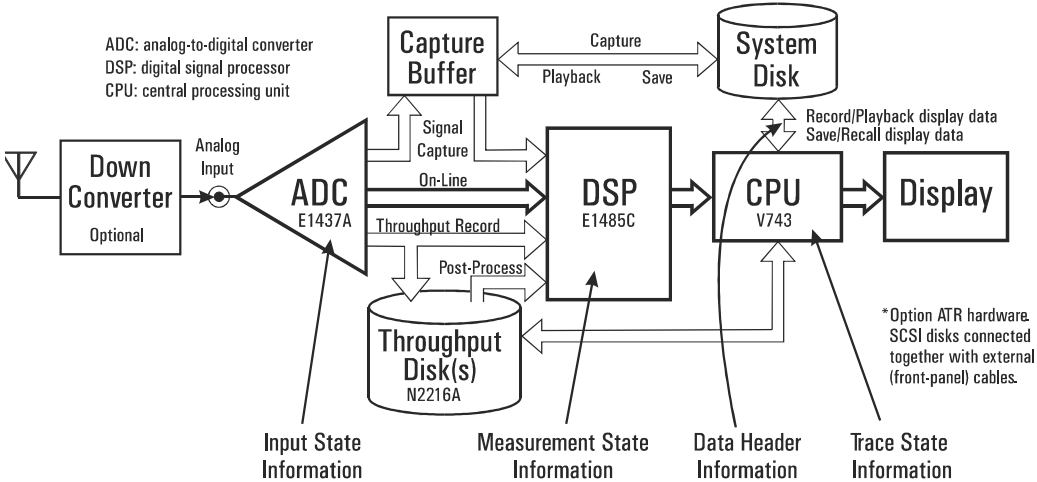 ADC: analog-to-digital converter
DSP: digital signal processor
CPU: central processing unit
Capture
Buffer
Capture
Playback
Save
System
Disk
Record/Playback display data
Save/Recall display data
Down
Converter
Optional
Analog
Input
ADC
E1437A
Signal
Capture
On-Line
Throughput Record
Post-Process
DSP
E1485C
CPU
V743
Display
Throughput
Disk(s)
N2216A
*Option ATR hardware.
SCSI disks connected
together with external
(front-panel) cables.
Input State
Information
Measurement State
Information
Data Header
Information
Trace State
Information